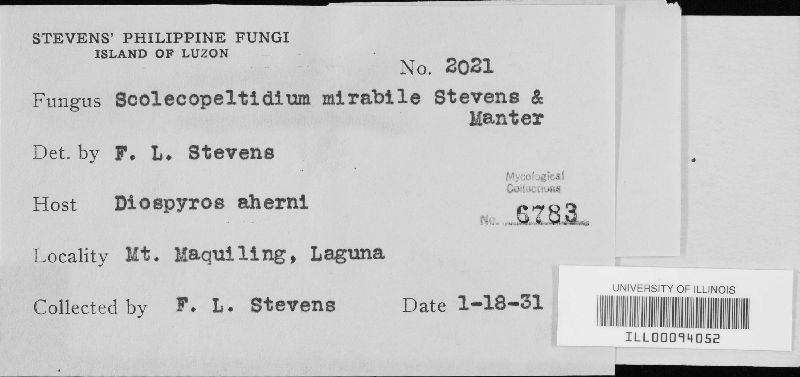 STEVENS' PHILIPPINE FUNGI
ISLAND OF LUZON
No. 2021
Fungus Scolecopeltidium mirabile Stevens &
Manter
Det. by F. L. Stevens
Host Diospyros aherni
Mycological
Collections
No. 6783
Locality Mt. Maquiling, Laguna
Collected by F. L. Stevens Date 1-18-31
UNIVERSITY OF ILLINOIS
ILL00094052